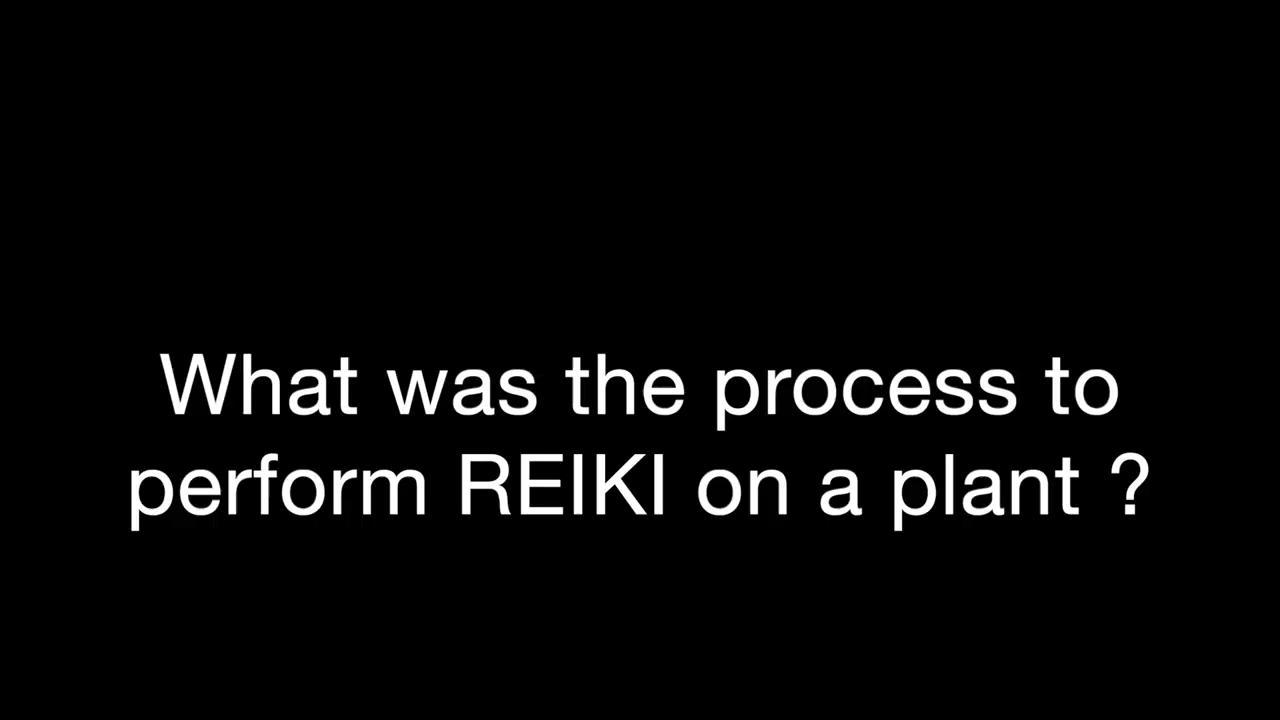 What was the process to
perform REIKI on a plant ?